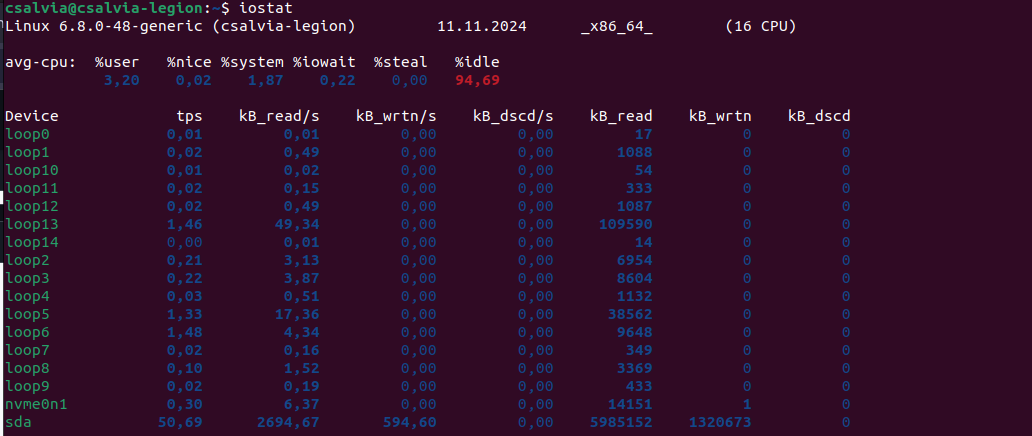 csalvia@csalvia-legion:~$ iostat
Linux 6.8.0-48-generic (csalvia-legion) 11.11.2024 _x86_64_ (16 CPU)
avg-cpu: %user %nice %system %iowait %steal %idle
3,20 0,02 1,87 0,22 0,00 94,69
Device tps kB_read/s kB_wrtn/s kB_dscd/s kB_read kB_wrtn kB_dscd
loop0 0,01 0,01 0,00 0,00 17 0 0
loop1 0,02 0,49 0,00 0,00 1088 0 0
loop10 0,01 0,02 0,00 0,00 54 0 0
loop11 0,02 0,15 0,00 0,00 333 0 0
loop12 0,02 0,49 0,00 0,00 1087 0 0
loop13 1,46 49,34 0,00 0,00 109590 0 0
loop14 0,00 0,01 0,00 0,00 14 0 0
loop2 0,21 3,13 0,00 0,00 6954 0 0
loop3 0,22 3,87 0,00 0,00 8604 0 0
loop4 0,03 0,51 0,00 0,00 1132 0 0
loop5 1,33 17,36 0,00 0,00 38562 0 0
loop6 1,48 4,34 0,00 0,00 9648 0 0
loop7 0,02 0,16 0,00 0,00 349 0 0
loop8 0,10 1,52 0,00 0,00 3369 0 0
loop9 0,02 0,19 0,00 0,00 433 0 0
nvme0n1 0,30 6,37 0,00 0,00 14151 1 0
sda 50,69 2694,67 594,60 0,00 5985152 1320673 0